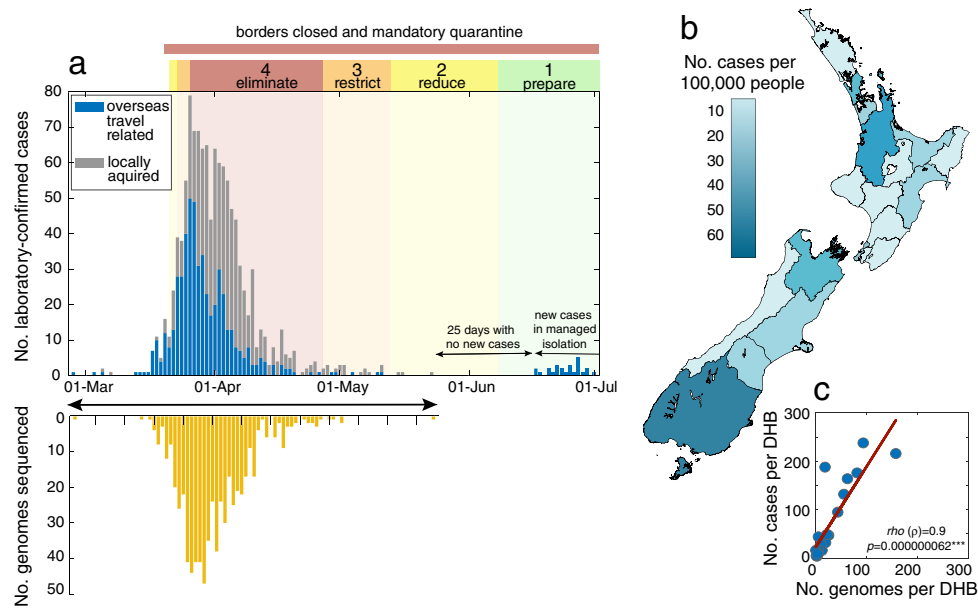 borders closed and mandatory quarantine
a
4
eliminate
3
restrict
2
reduce
1
prepare
No. laboratory-confirmed cases
80
70
60
50
40
30
20
10
0
overseas
travel
related
locally
aquired
25 days with
no new cases
new cases
in managed
isolation
01-Mar
01-Apr
01-May
01-Jun
01-Jul
No. genomes sequenced
0
10
20
30
40
50
b
No. cases per
100,000 people
10
20
30
40
50
60
c
No. cases per DHB
300
200
100
0
rho (ρ)=0.9
p=0.000000062***
0
100
200
300
No. genomes per DHB